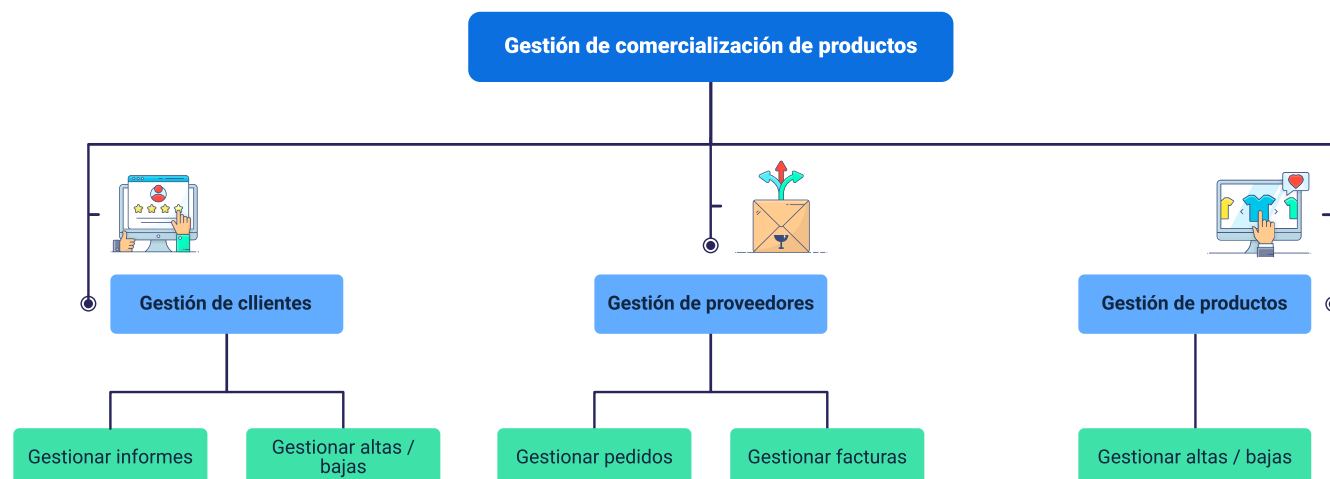 Gestión de comercialización de productos
Gestión de cllientes
Gestión de proveedores
Gestión de productos
Gestionar informes
Gestionar altas /
bajas
Gestionar pedidos
Gestionar facturas
Gestionar altas / bajas